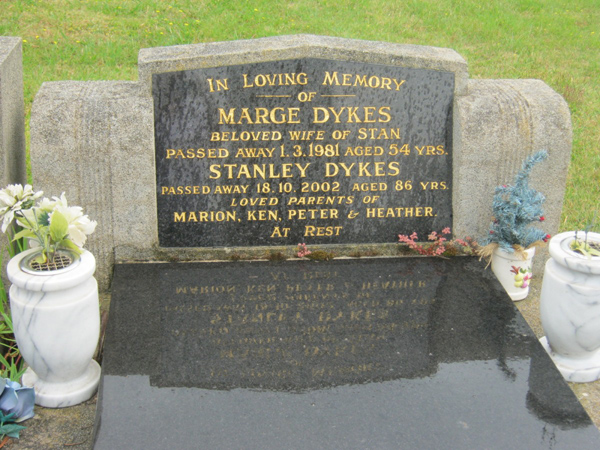 IN LOVING MEMORY
OF
MARGE DYKES
BELOVED WIFE OF STAN
PASSED AWAY 1.3.1981 AGED 54 YRS.
STANLEY DYKES
PASSED AWAY 18.10.2002 AGED 86 YRS.
LOVED PARENTS OF
MARION, KEN, PETER & HEATHER.
AT REST